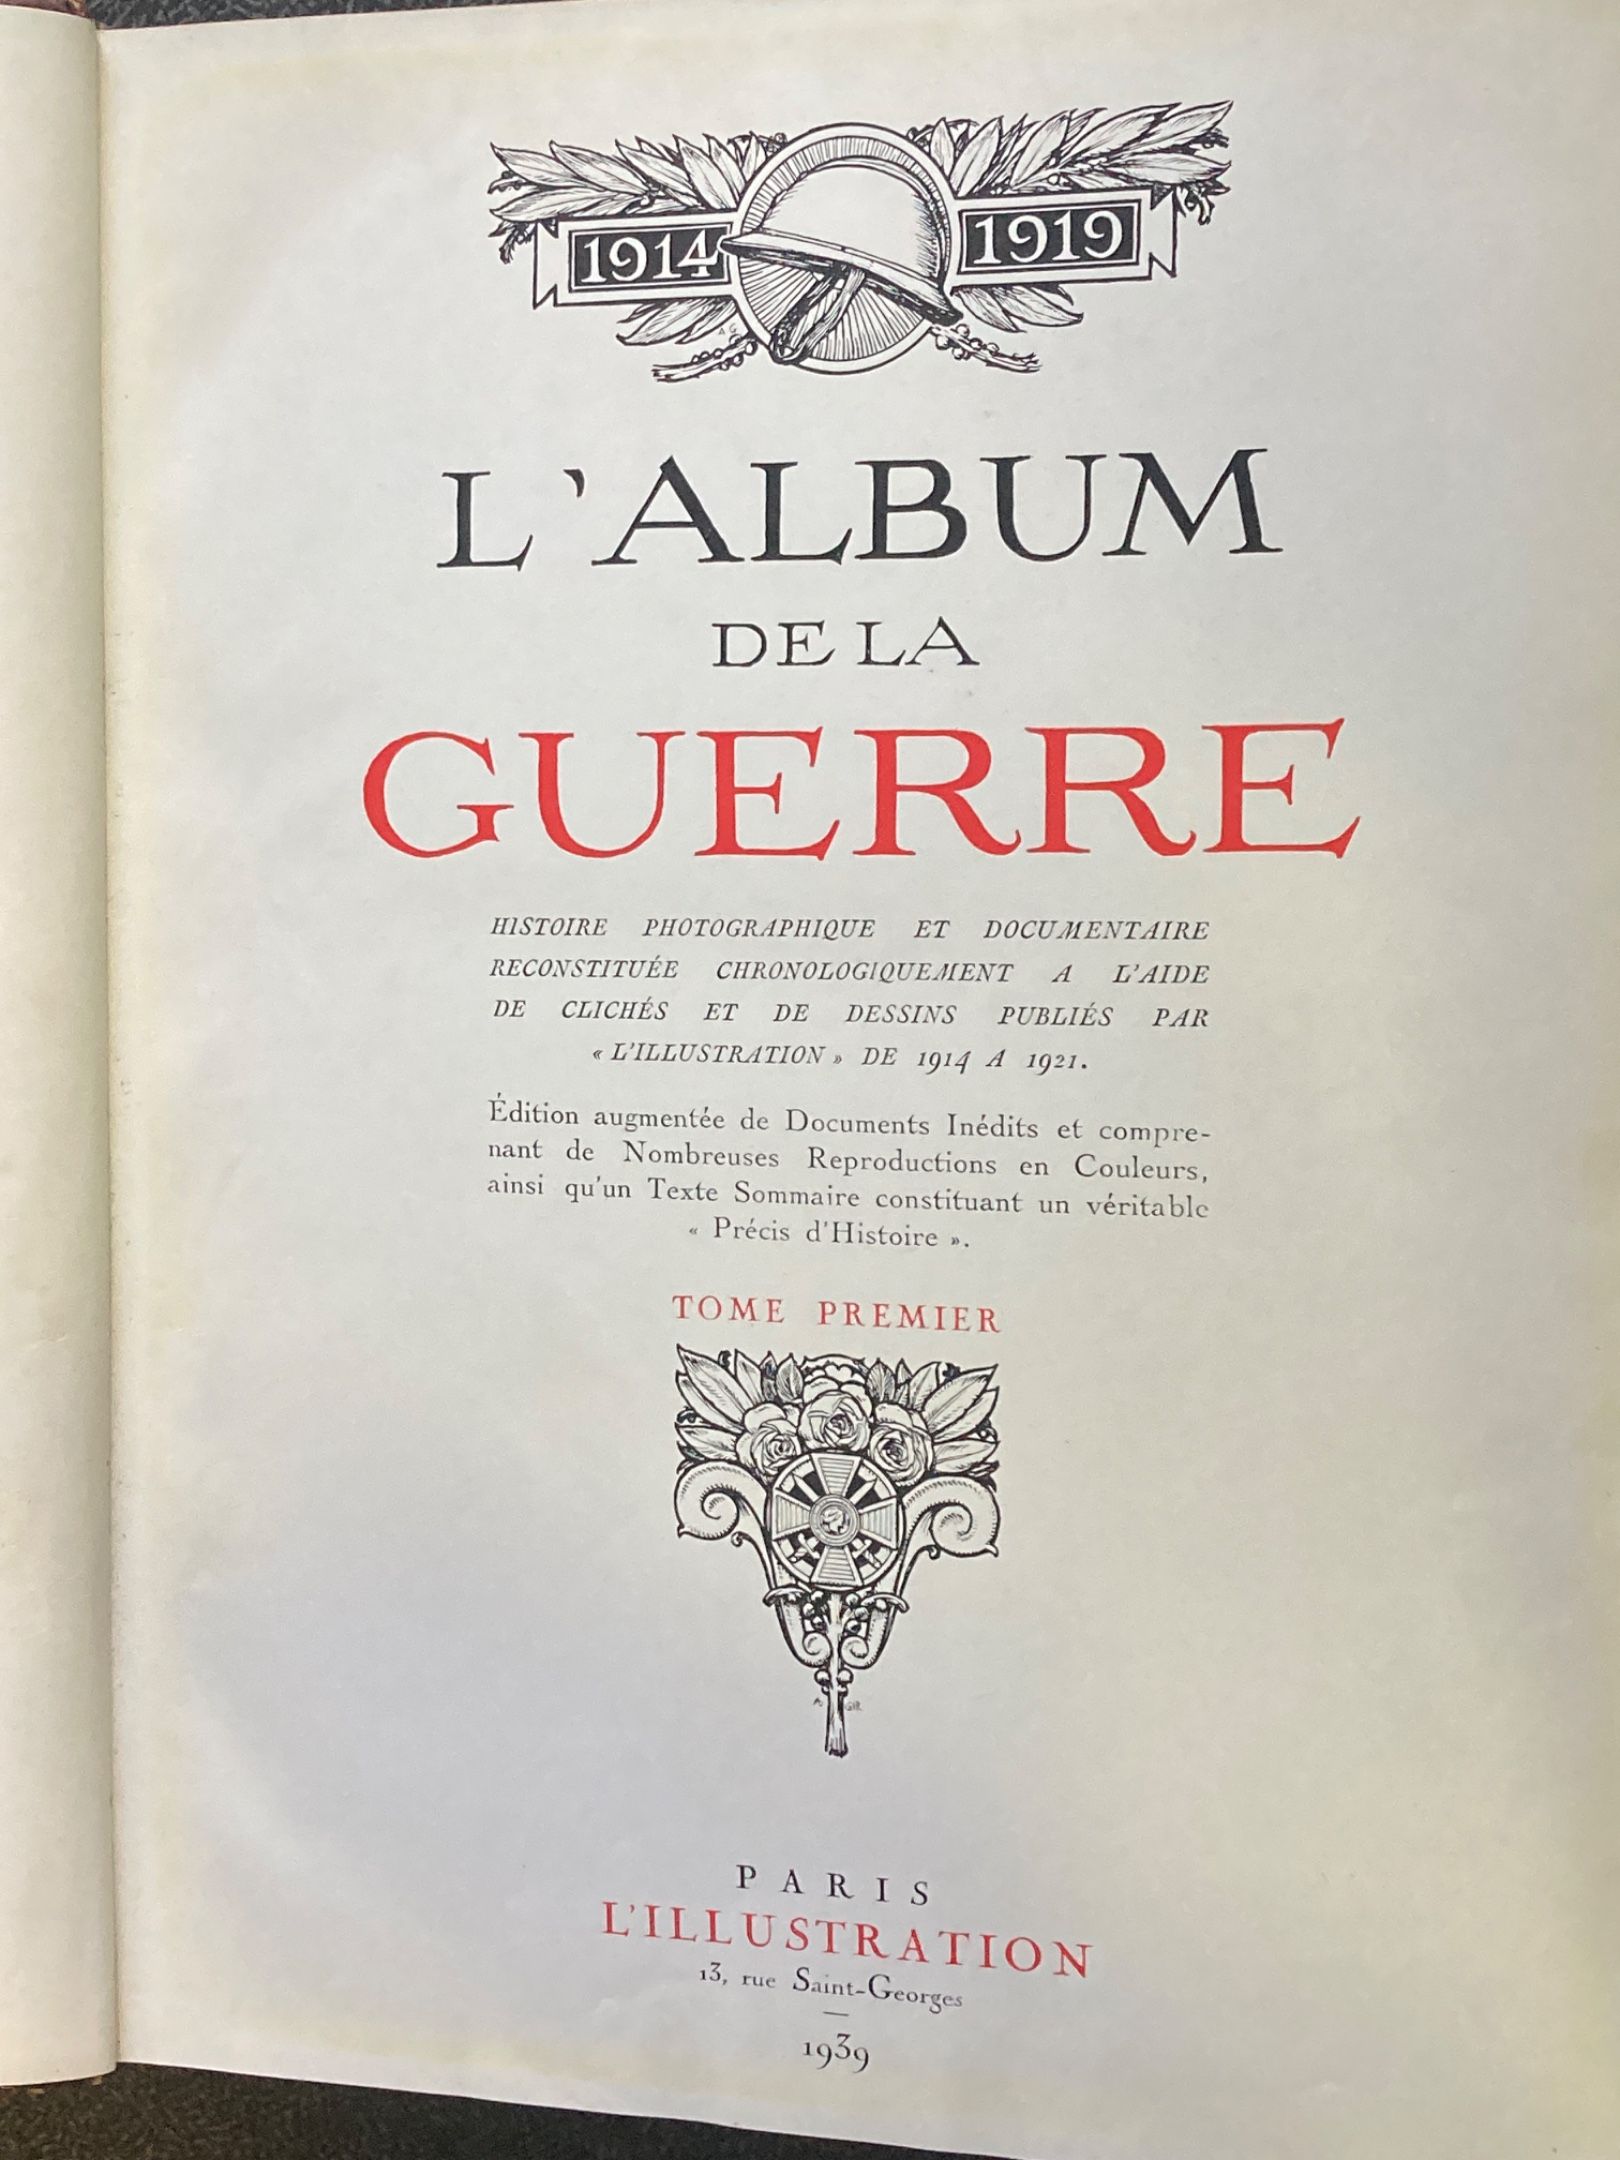 1914 1919
L'ALBUM
DE LA
GUERRE
HISTOIRE PHOTOGRAPHIQUE ET DOCUMENTAIRE
RECONSTITUÉE CHRONOLOGIQUEMENT A L'AIDE
DE CLICHÉS ET DE DESSINS PUBLIÉS PAR
« L'ILLUSTRATION » DE 1914 A 1921.
Édition augmentée de Documents Inédits et compre-
nant de Nombreuses Reproductions en Couleurs,
ainsi qu'un Texte Sommaire constituant un véritable
« Précis d'Histoire ».
TOME PREMIER
PARIS
L'ILLUSTRATION
13, rue Saint-Georges
1939